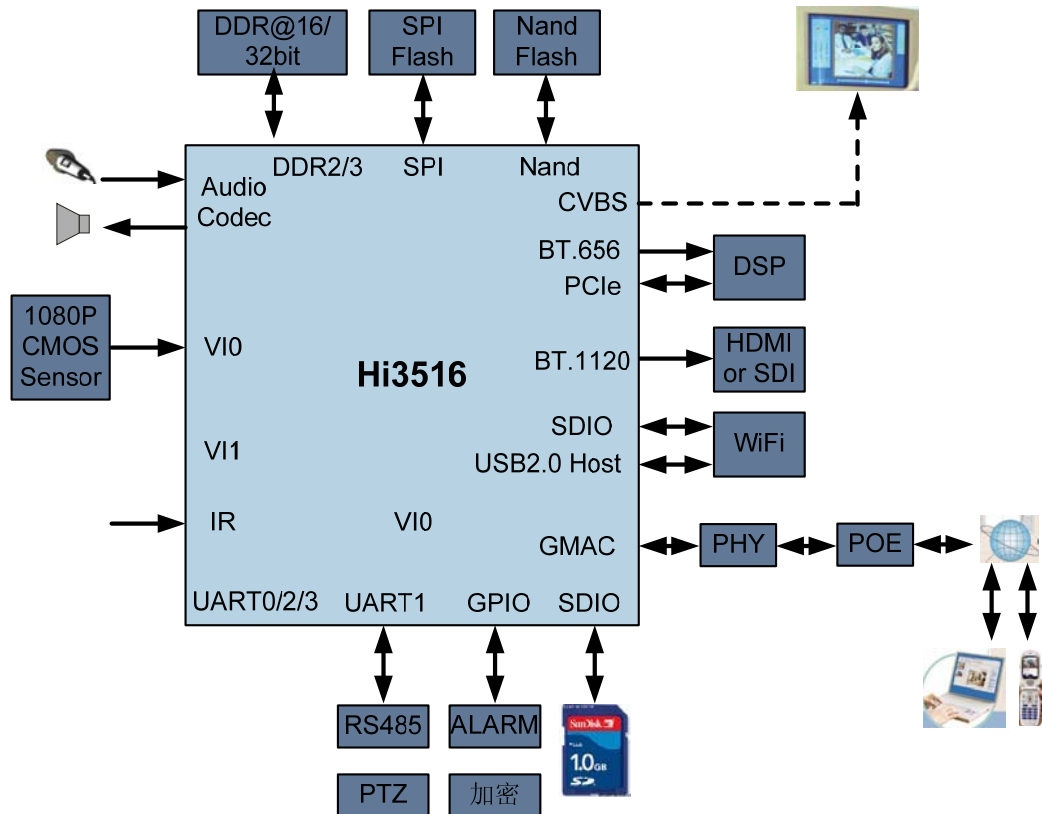 DDR@16/
32bit
SPI
Flash
Nand
Flash
DDR2/3
SPI
Nand
Audio
Codec
CVBS
BT.656
PCIe
DSP
1080P
CMOS
Sensor
VI0
Hi3516
BT.1120
HDMI
or SDI
VI1
SDIO
USB2.0 Host
WiFi
IR
VI0
GMAC
PHY
POE
UART0/2/3
UART1
GPIO
SDIO
RS485
ALARM
SanDisk
1.0GB
SD
PTZ
加密